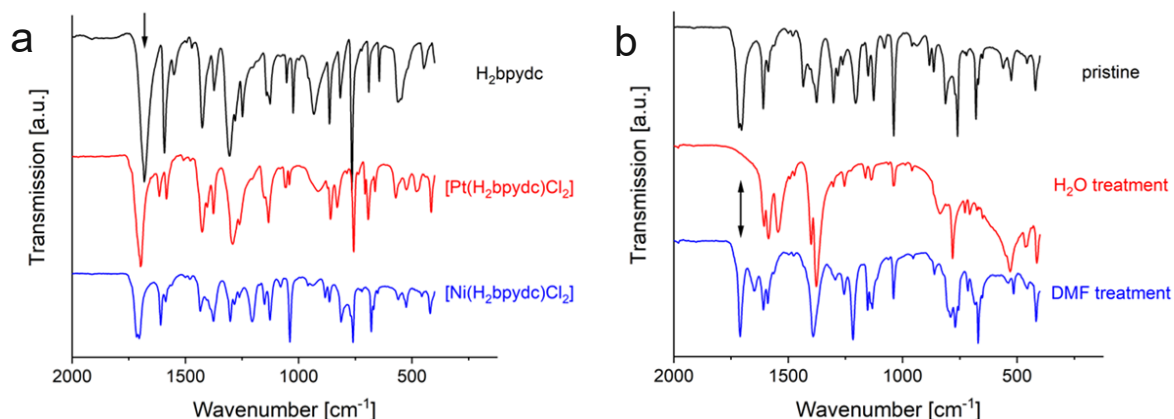 a
H₂bpydc
[Pt(H₂bpydc)Cl₂]
[Ni(H₂bpydc)Cl₂]
Transmission [a.u.]
2000 1500 1000 500
Wavenumber [cm⁻¹]
b
pristine
H₂O treatment
DMF treatment
Transmission [a.u.]
2000 1500 1000 500
Wavenumber [cm⁻¹]